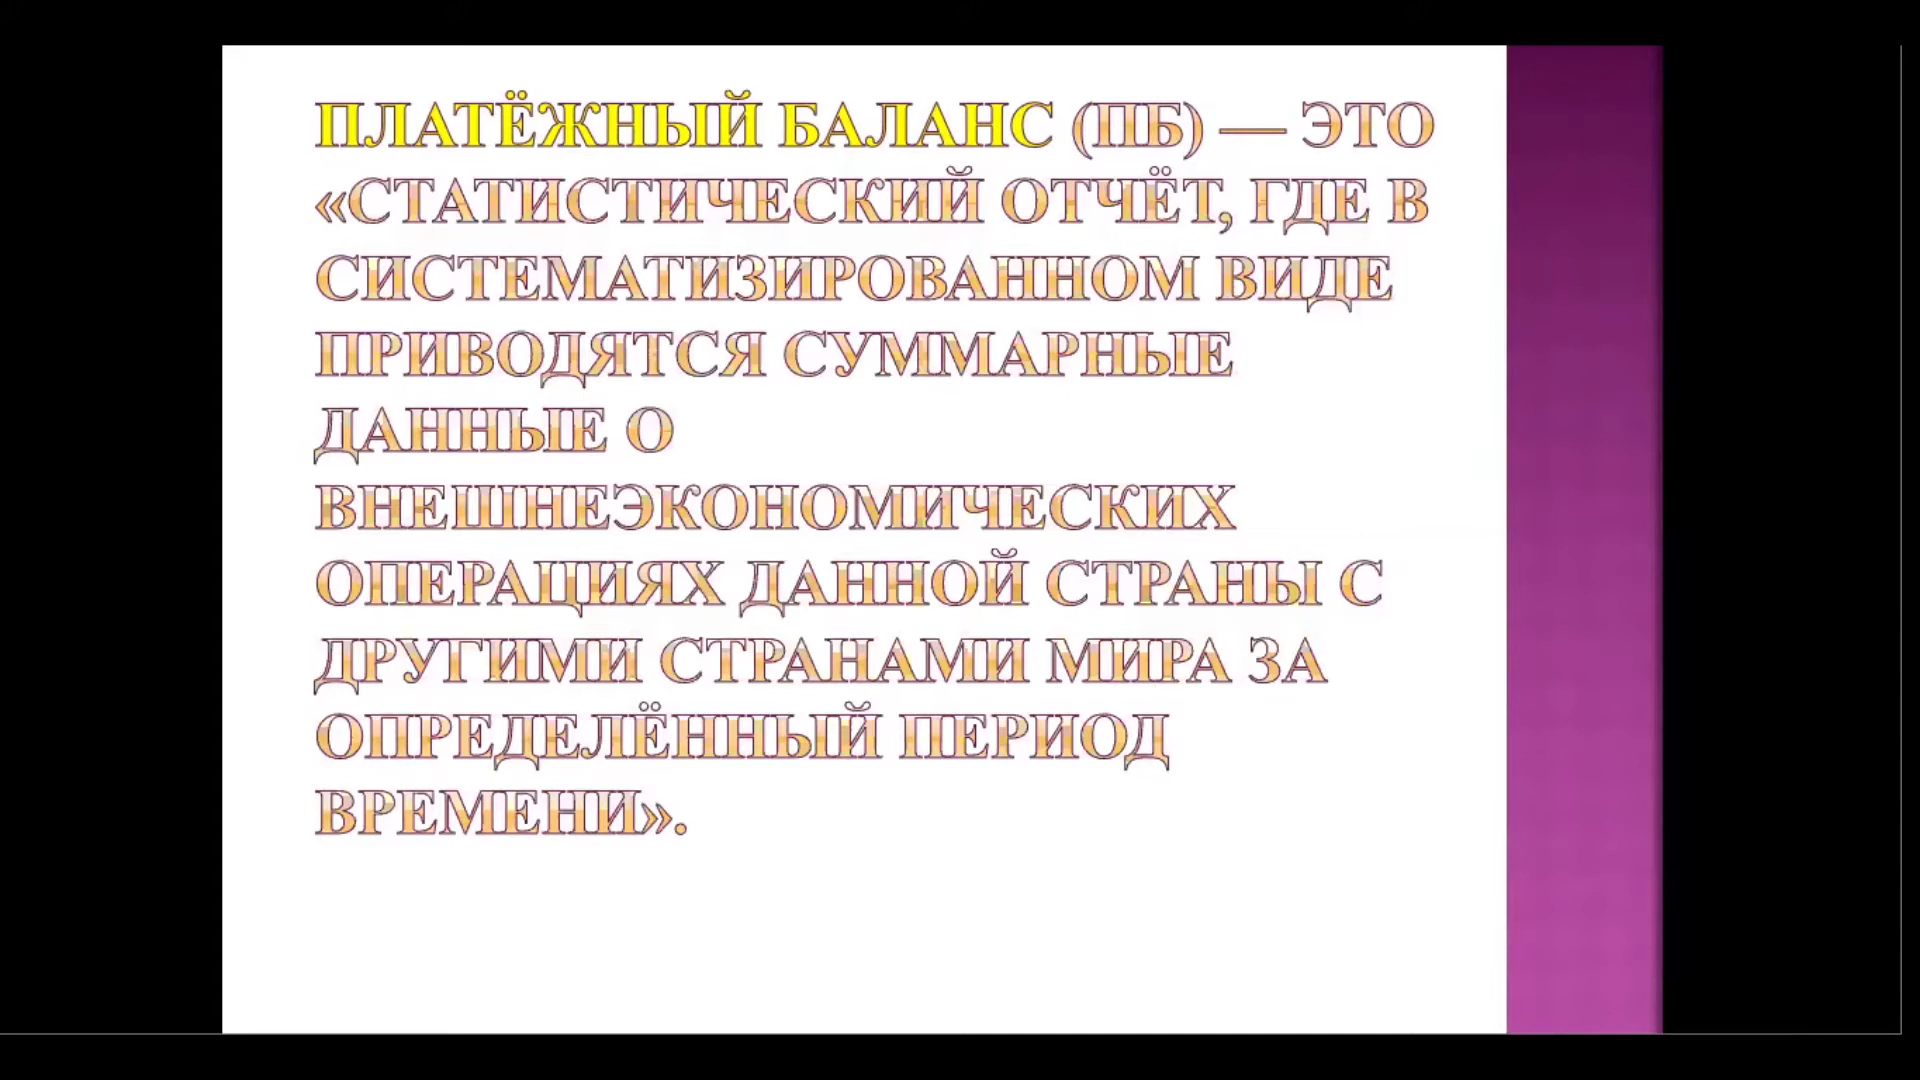 ПЛАТЁЖНЫЙ БАЛАНС (ПБ) — ЭТО
«СТАТИСТИЧЕСКИЙ ОТЧЁТ, ГДЕ В
СИСТЕМАТИЗИРОВАННОМ ВИДЕ
ПРИВОДЯТСЯ СУММАРНЫЕ
ДАННЫЕ О
ВНЕШНЕЭКОНОМИЧЕСКИХ
ОПЕРАЦИЯХ ДАННОЙ СТРАНЫ С
ДРУГИМИ СТРАНАМИ МИРА ЗА
ОПРЕДЕЛЁННЫЙ ПЕРИОД
ВРЕМЕНИ».